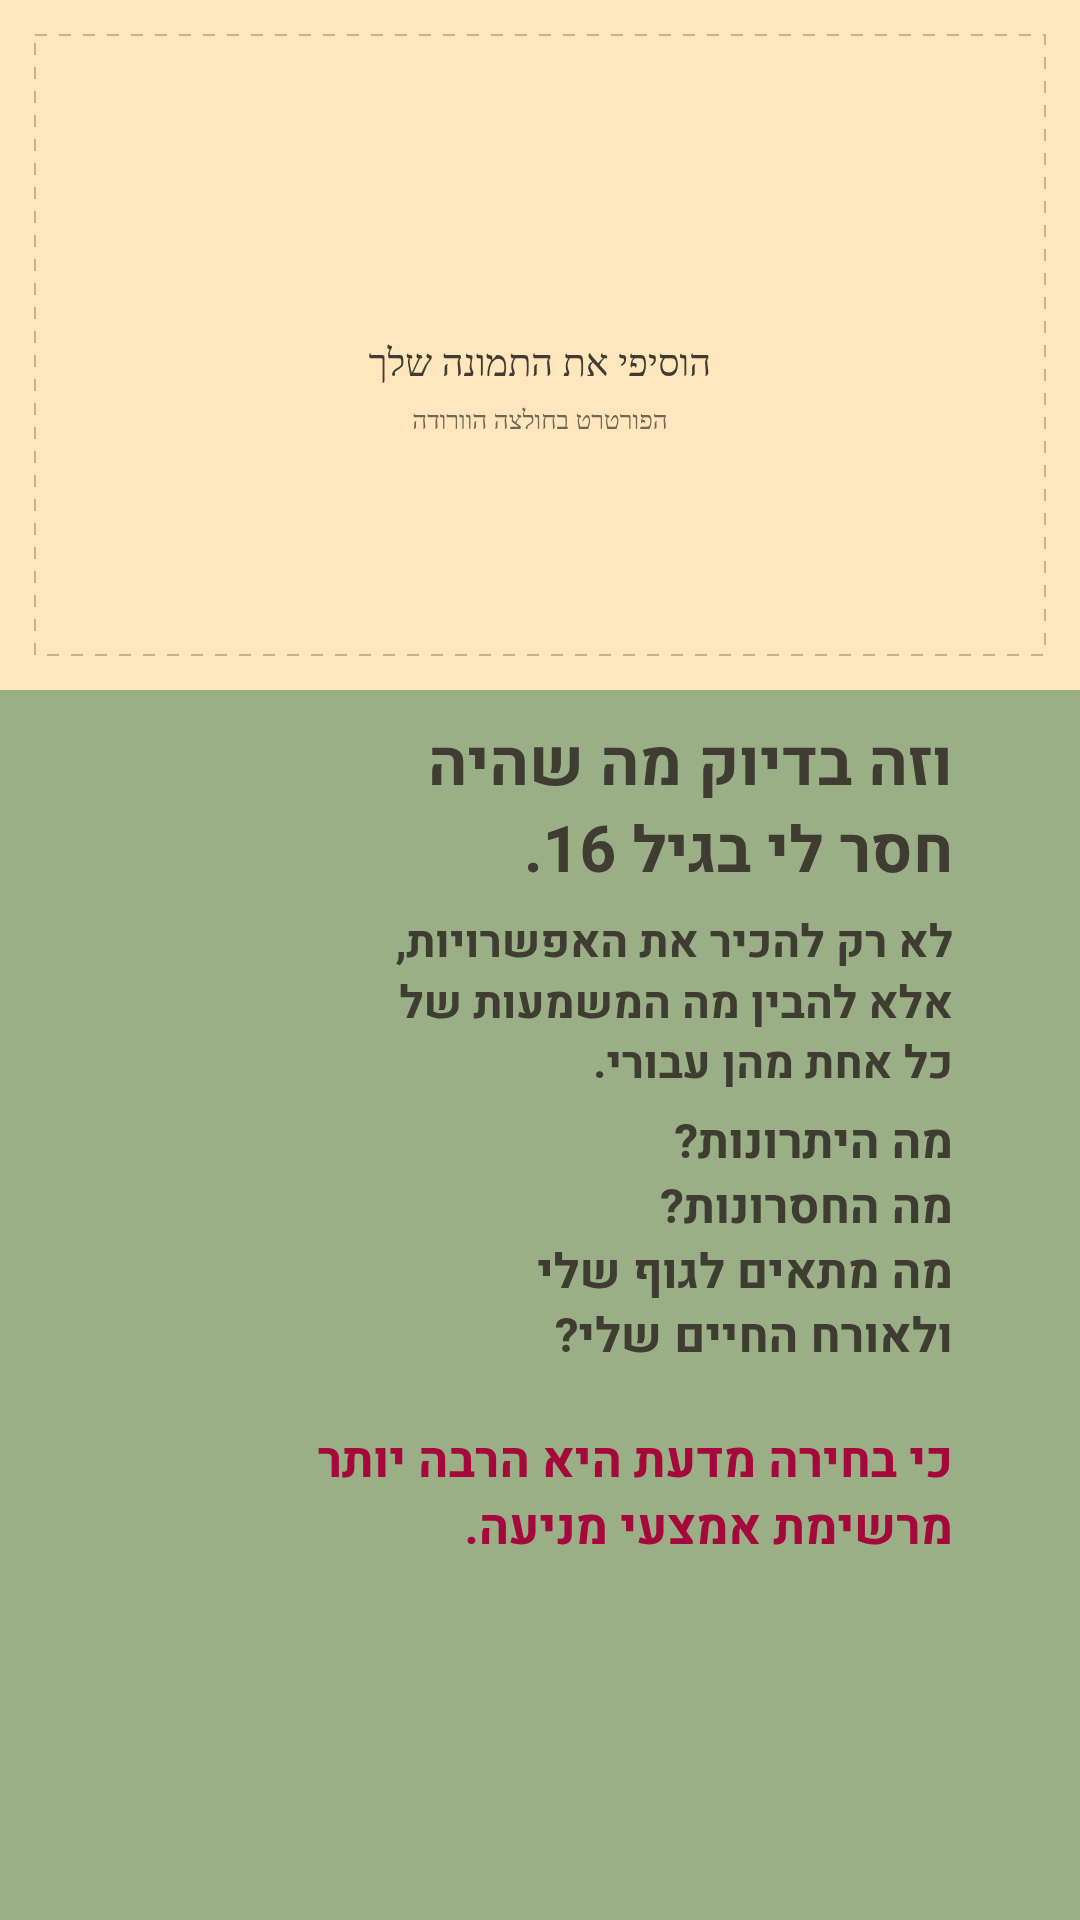 הוסיפי את התמונה שלך
הפורטרט בחולצה הוורודה
וזה בדיוק מה שהיה
חסר לי בגיל 16.
לא רק להכיר את האפשרויות,
אלא להבין מה המשמעות של
כל אחת מהן עבורי.
מה היתרונות?
מה החסרונות?
מה מתאים לגוף שלי
ולאורח החיים שלי?
כי בחירה מדעת היא הרבה יותר
מרשימת אמצעי מניעה.